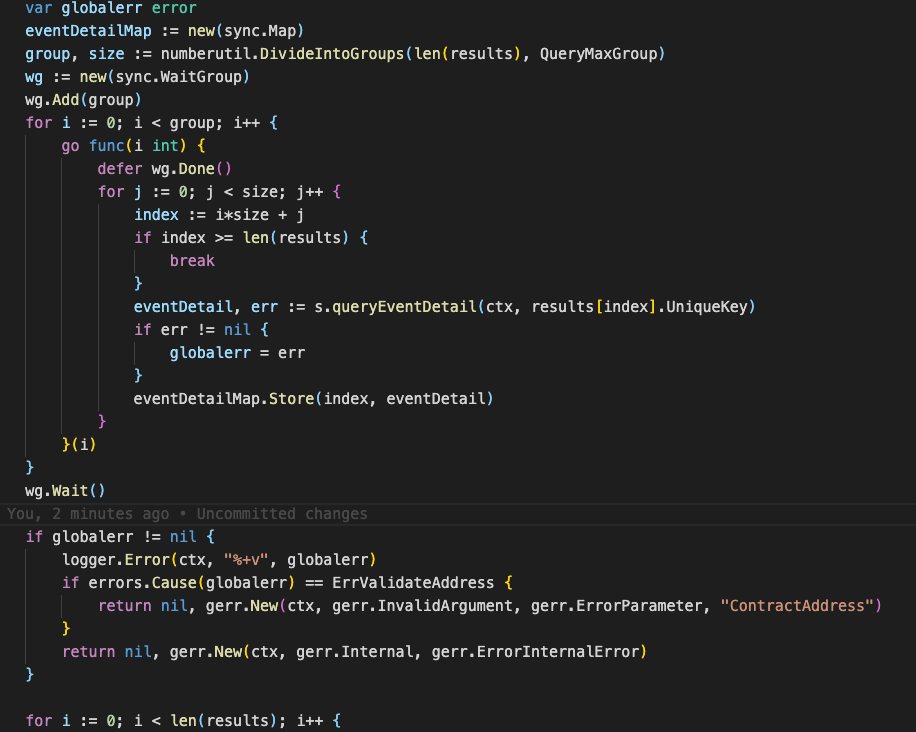 var globalerr error
eventDetailMap := new(sync.Map)
group, size := numberutil.DivideIntoGroups(len(results), QueryMaxGroup)
wg := new(sync.WaitGroup)
wg.Add(group)
for i := 0; i < group; i++ {
    go func(i int) {
        defer wg.Done()
        for j := 0; j < size; j++ {
            index := i*size + j
            if index >= len(results) {
                break
            }
            eventDetail, err := s.queryEventDetail(ctx, results[index].UniqueKey)
            if err != nil {
                globalerr = err
            }
            eventDetailMap.Store(index, eventDetail)
        }
    }(i)
}
wg.Wait()
You, 2 minutes ago • Uncommitted changes
if globalerr != nil {
    logger.Error(ctx, "%+v", globalerr)
    if errors.Cause(globalerr) == ErrValidateAddress {
        return nil, gerr.New(ctx, gerr.InvalidArgument, gerr.ErrorParameter, "ContractAddress")
    }
    return nil, gerr.New(ctx, gerr.Internal, gerr.ErrorInternalError)
}
for i := 0; i < len(results); i++ {